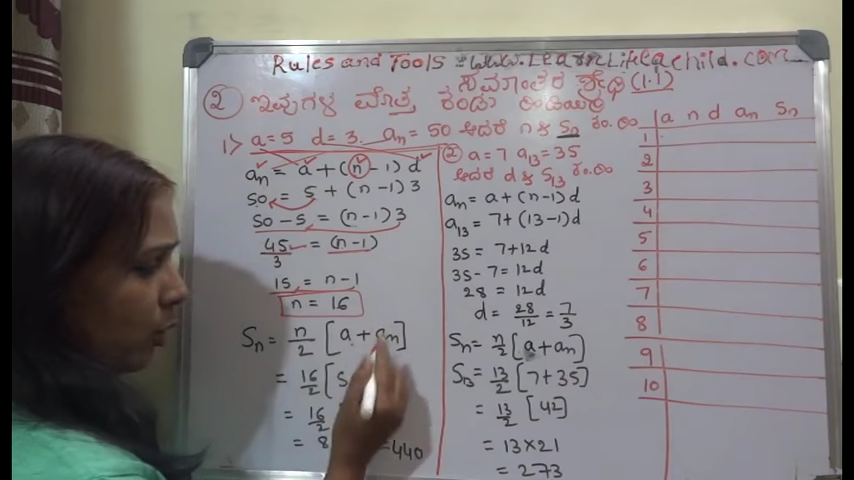 Rules and Tools :- www.LearnLikeachild.com
ಸಮಾಂತರ ಶ್ರೇಢಿ (1.1)
② ಇವುಗಳ ಮೊತ್ತ ಕಂಡು ಹಿಡಿಯಿರಿ
1> a=5 d=3 an=50 ಆದರೆ n & Sn ಕಂ.ಹಿಂ
an = a+(n-1)d
50 = 5+(n-1)3
50-5 = (n-1)3
45/3 = (n-1)
15 = n-1
n = 16
Sn = n/2 [a+an]
= 16/2 [5
= 16/2
= 8 =440
② a=7 a13=35
ಆದರೆ d & S13 ಕಂ.ಹಿಂ
an = a+(n-1)d
a13 = 7+(13-1)d
35 = 7+12d
35-7=12d
28=12d
d= 28/12 = 7/3
Sn= n/2[a+an]
S13= 13/2 [7+35]
= 13/2 [42]
= 13×21
= 273
a n d an Sn
1
2
3
4
5
6
7
8
9
10